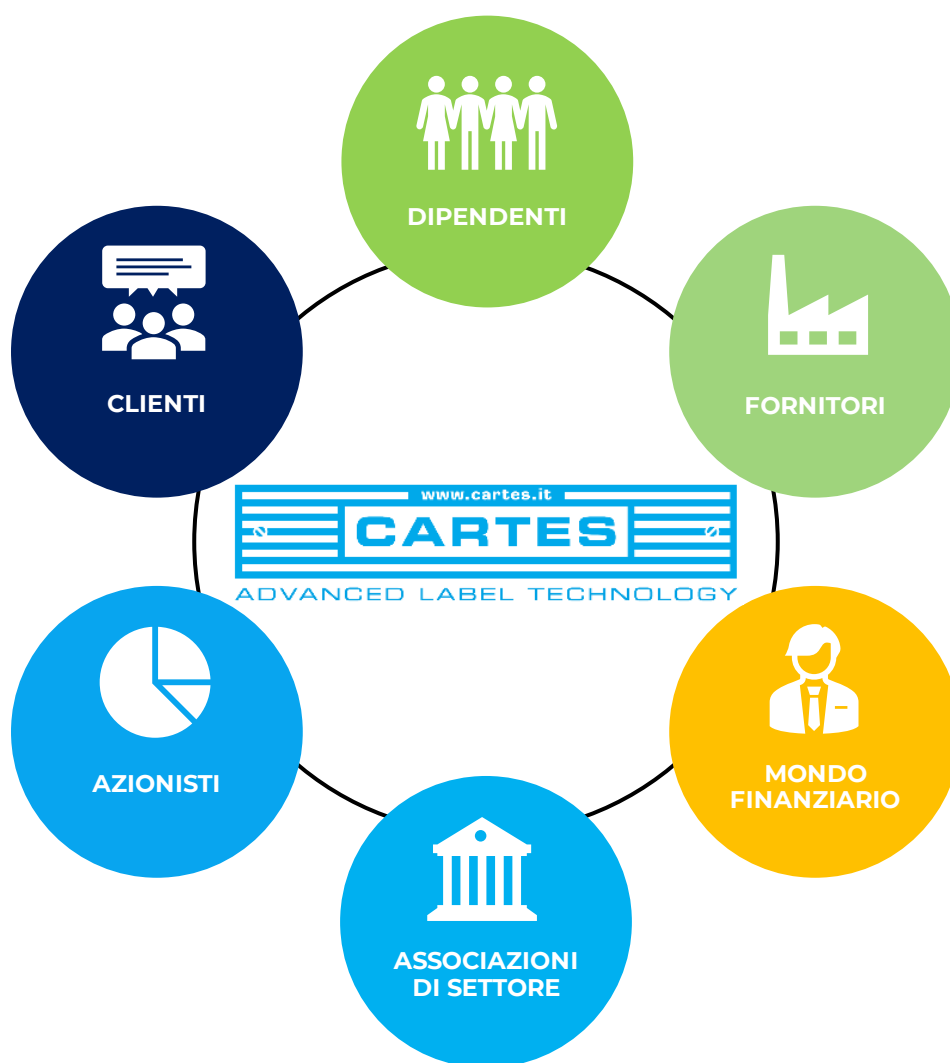 DIPENDENTI
CLIENTI
FORNITORI
www.cartes.it
CARTES
ADVANCED LABEL TECHNOLOGY
AZIONISTI
MONDO
FINANZIARIO
ASSOCIAZIONI
DI SETTORE